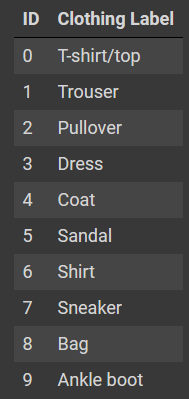 ID Clothing Label
0 T-shirt/top
1 Trouser
2 Pullover
3 Dress
4 Coat
5 Sandal
6 Shirt
7 Sneaker
8 Bag
9 Ankle boot